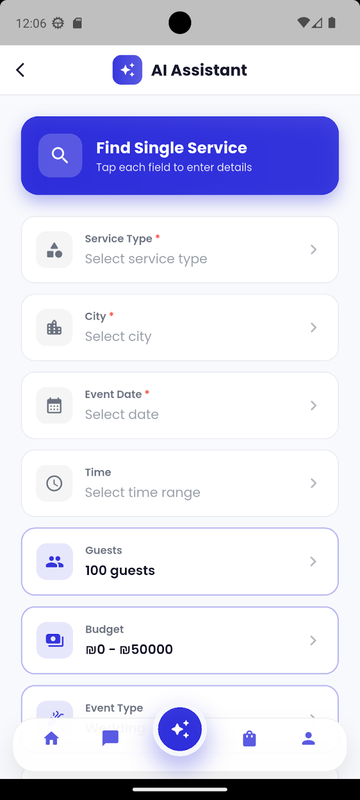 12:06
AI Assistant
Find Single Service
Tap each field to enter details
Service Type *
Select service type
City *
Select city
Event Date *
Select date
Time
Select time range
Guests
100 guests
Budget
₪0 - ₪50000
Event Type
Wedding